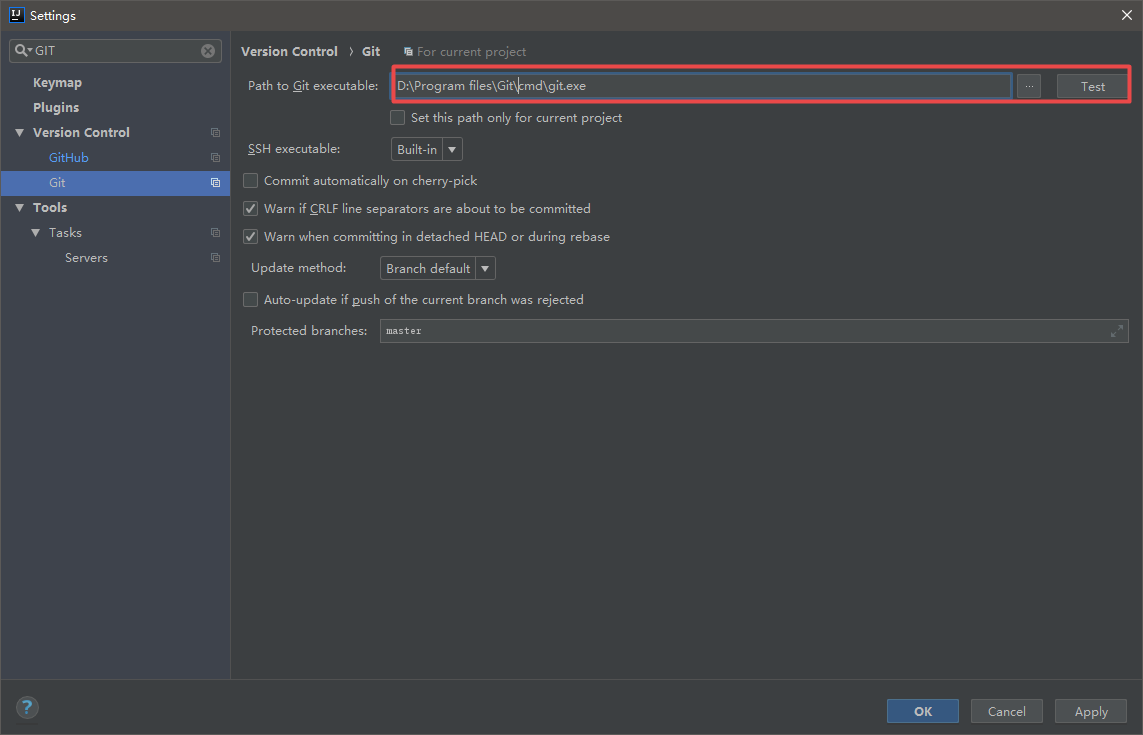 Settings
GIT
Keymap
Plugins
Version Control
GitHub
Git
Tools
Tasks
Servers
Version Control › Git For current project
Path to Git executable: D:\Program files\Git\cmd\git.exe ... Test
Set this path only for current project
SSH executable: Built-in
Commit automatically on cherry-pick
Warn if CRLF line separators are about to be committed
Warn when committing in detached HEAD or during rebase
Update method: Branch default
Auto-update if push of the current branch was rejected
Protected branches: master
? OK Cancel Apply